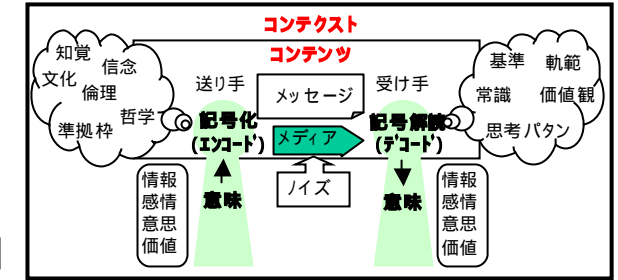 コンテクスト
コンテンツ
知覚
文化
信念
倫理
哲学
準拠枠
送り手
メッセージ
受け手
基準
軌範
常識
価値観
思考パタン
記号化
(エンコード)
メディア
記号解読
(デコード)
情報
感情
意思
価値
意味
ノイズ
意味
情報
感情
意思
価値